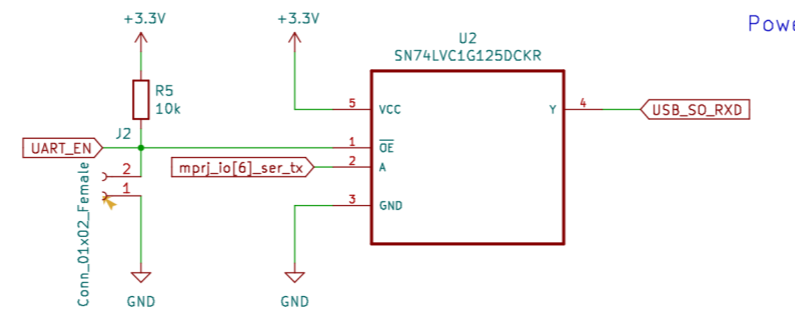 +3.3V
+3.3V
U2
SN74LVC1G125DCKR
Powe
R5
10k
5
VCC
Y
4
USB_SO_RXD
J2
UART_EN
1
OE
2
mprj_io[6]_ser_tx
2
A
1
3
GND
Conn_01x02_Female
GND
GND